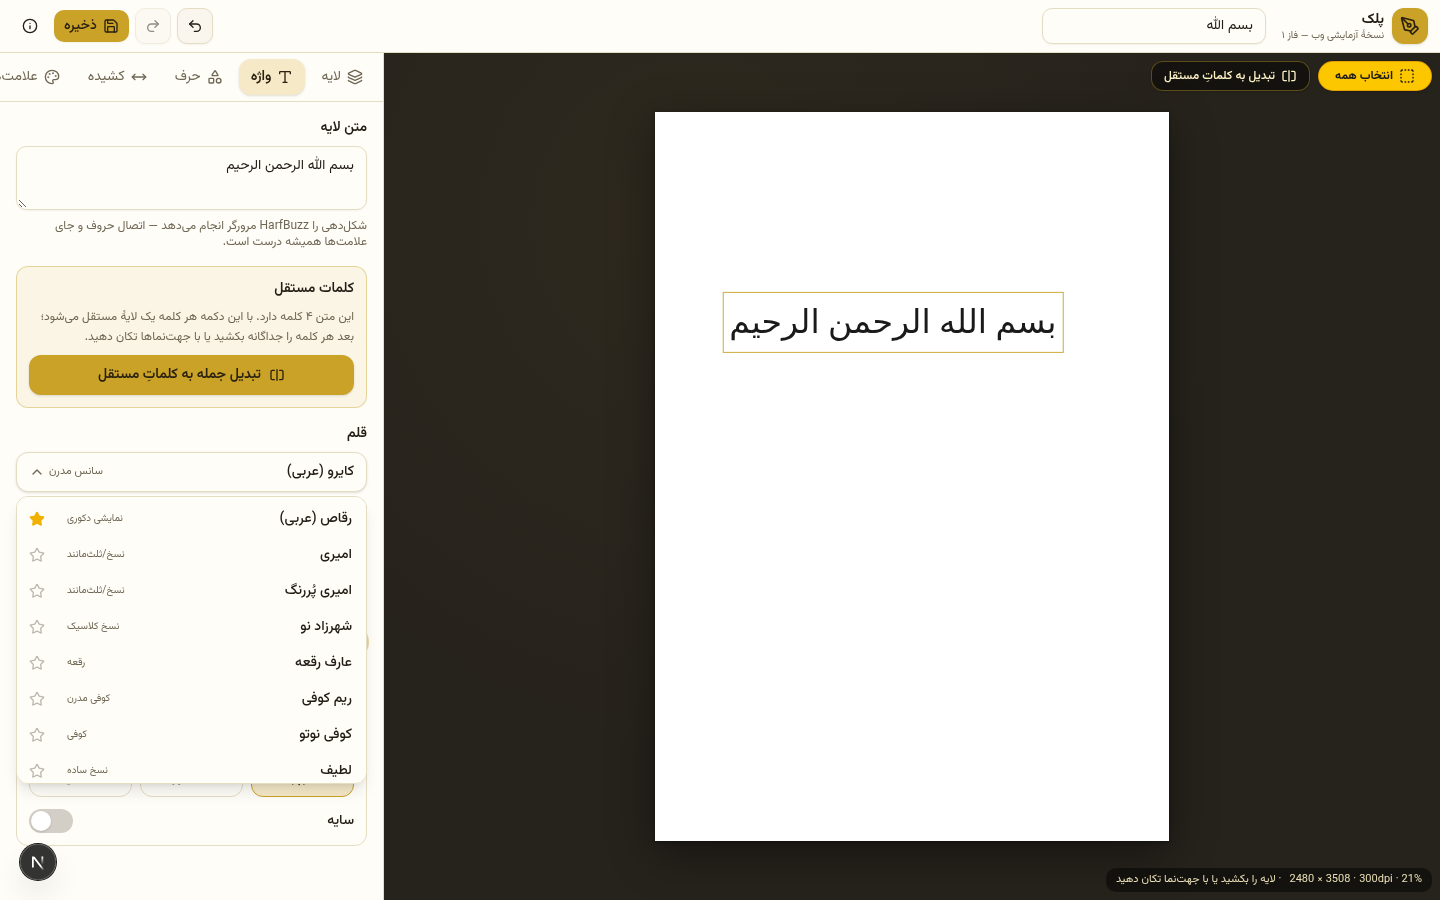 پلک
نسخهٔ آزمایشی وب — فاز ۱
بسم الله
ذخیره
انتخاب همه
تبدیل به کلماتِ مستقل
لایه
واژه
حرف
کشیده
علامت‌
متن لایه
بسم الله الرحمن الرحیم
شکل‌دهی را HarfBuzz مرورگر انجام می‌دهد — اتصال حروف و جای
علامت‌ها همیشه درست است.
کلمات مستقل
این متن ۴ کلمه دارد. با این دکمه هر کلمه یک لایهٔ مستقل می‌شود؛
بعد هر کلمه را جداگانه بکشید یا با جهت‌نماها تکان دهید.
تبدیل جمله به کلماتِ مستقل
قلم
کایرو (عربی) سانس مدرن
رقاص (عربی) نمایشی دکوری
امیری نسخ/ثلث‌مانند
امیری پُررنگ نسخ/ثلث‌مانند
شهرزاد نو نسخ کلاسیک
عارف رقعه رقعه
ریم کوفی کوفی مدرن
کوفی نوتو کوفی
لطیف نسخ ساده
سایه
N
بسم الله الرحمن الرحيم
2480 × 3508 · 300dpi · 21% · لایه را بکشید یا با جهت‌نما تکان دهید